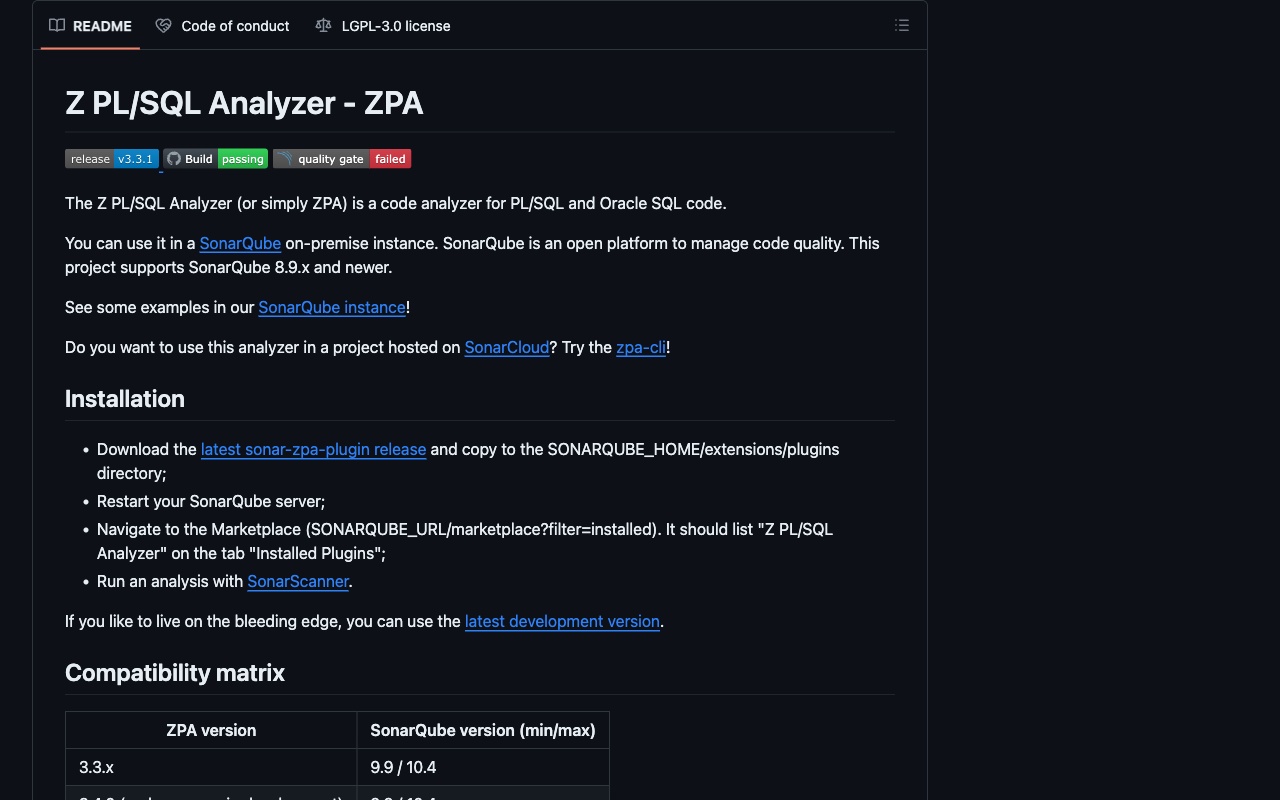 README
Code of conduct
LGPL-3.0 license
Z PL/SQL Analyzer - ZPA
release v3.3.1 Build passing quality gate failed
The Z PL/SQL Analyzer (or simply ZPA) is a code analyzer for PL/SQL and Oracle SQL code.
You can use it in a SonarQube on-premise instance. SonarQube is an open platform to manage code quality. This
project supports SonarQube 8.9.x and newer.
See some examples in our SonarQube instance!
Do you want to use this analyzer in a project hosted on SonarCloud? Try the zpa-cli!
Installation
• Download the latest sonar-zpa-plugin release and copy to the SONARQUBE_HOME/extensions/plugins
directory;
• Restart your SonarQube server;
• Navigate to the Marketplace (SONARQUBE_URL/marketplace?filter=installed). It should list "Z PL/SQL
Analyzer" on the tab "Installed Plugins";
• Run an analysis with SonarScanner.
If you like to live on the bleeding edge, you can use the latest development version.
Compatibility matrix
ZPA version SonarQube version (min/max)
3.3.x 9.9 / 10.4